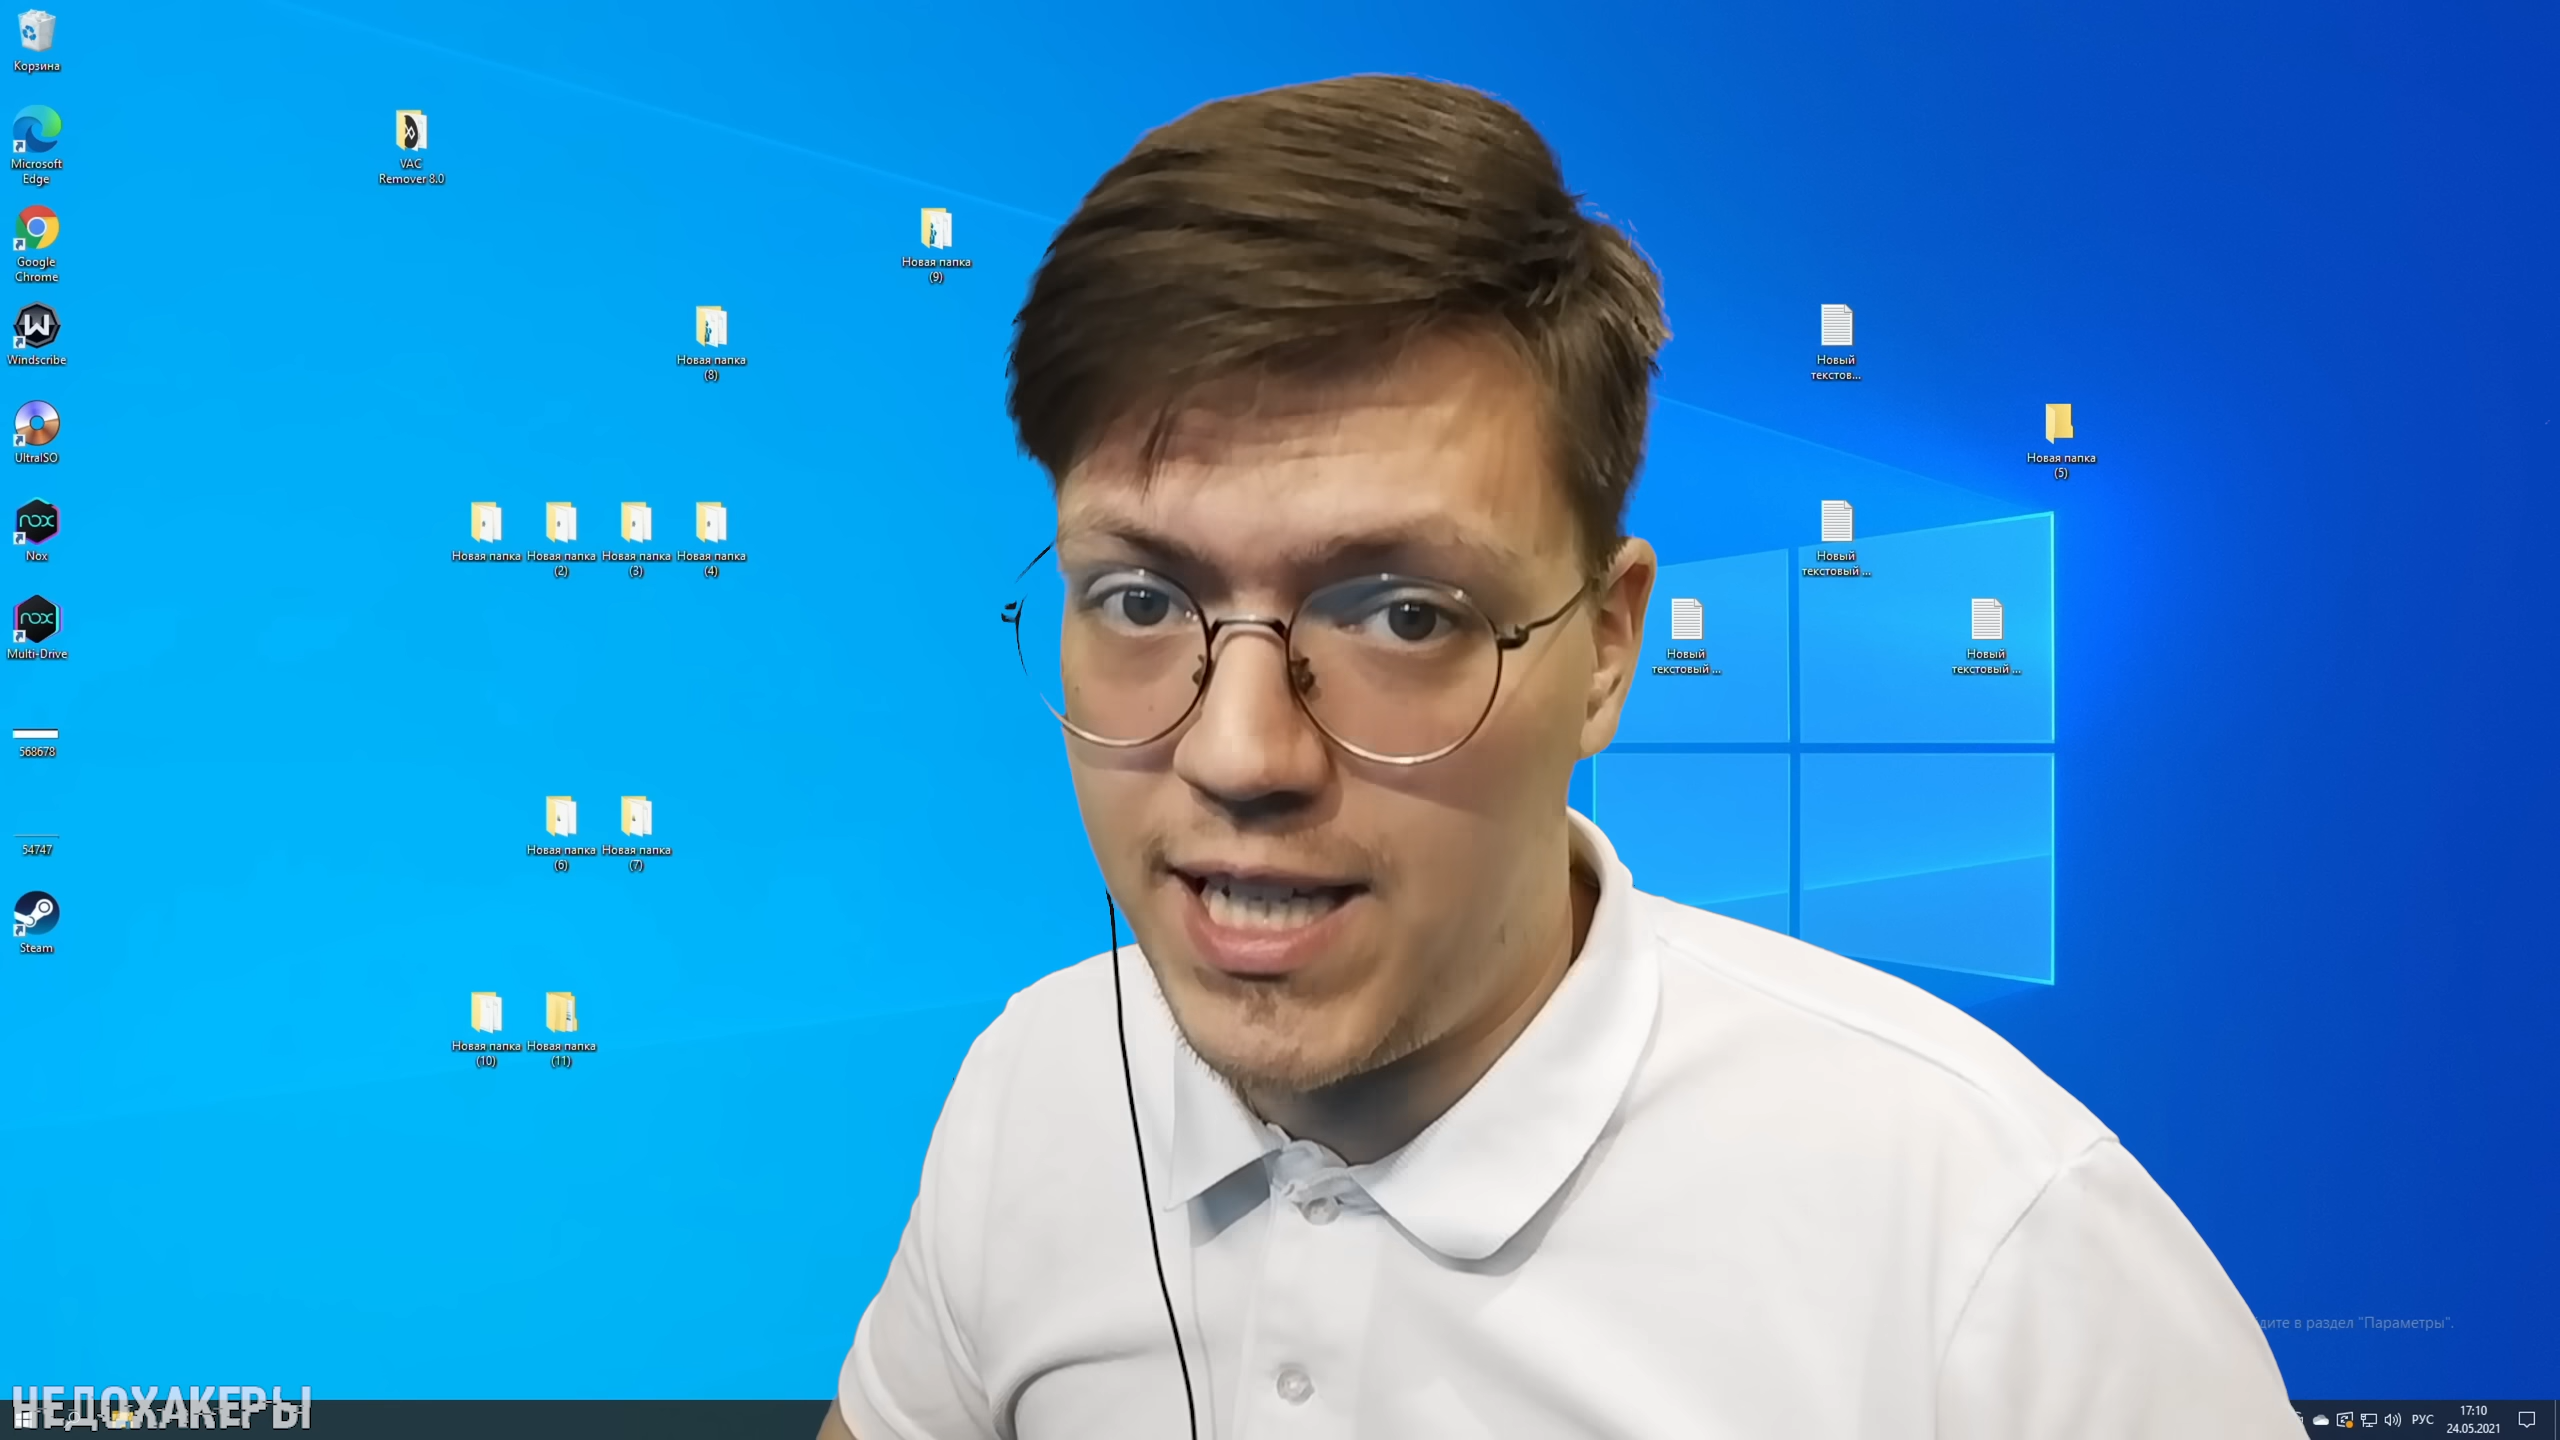 Корзина
Microsoft
Edge
Google
Chrome
Windscribe
UltraISO
nox
Nox
nox
Multi-Drive
568678
54747
Steam
VAC
Remover 8.0
Новая папка
(9)
Новая папка
(8)
Новая папка
Новая папка
(2)
Новая папка
(3)
Новая папка
(4)
Новая папка
(6)
Новая папка
(7)
Новая папка
(10)
Новая папка
(11)
Новый
текстов...
Новая папка
(5)
Новый
текстовый ...
Новый
текстовый ...
Новый
текстовый ...
в раздел "Параметры".
НЕДОХАКЕРЫ
РУС
17:10
24.05.2021